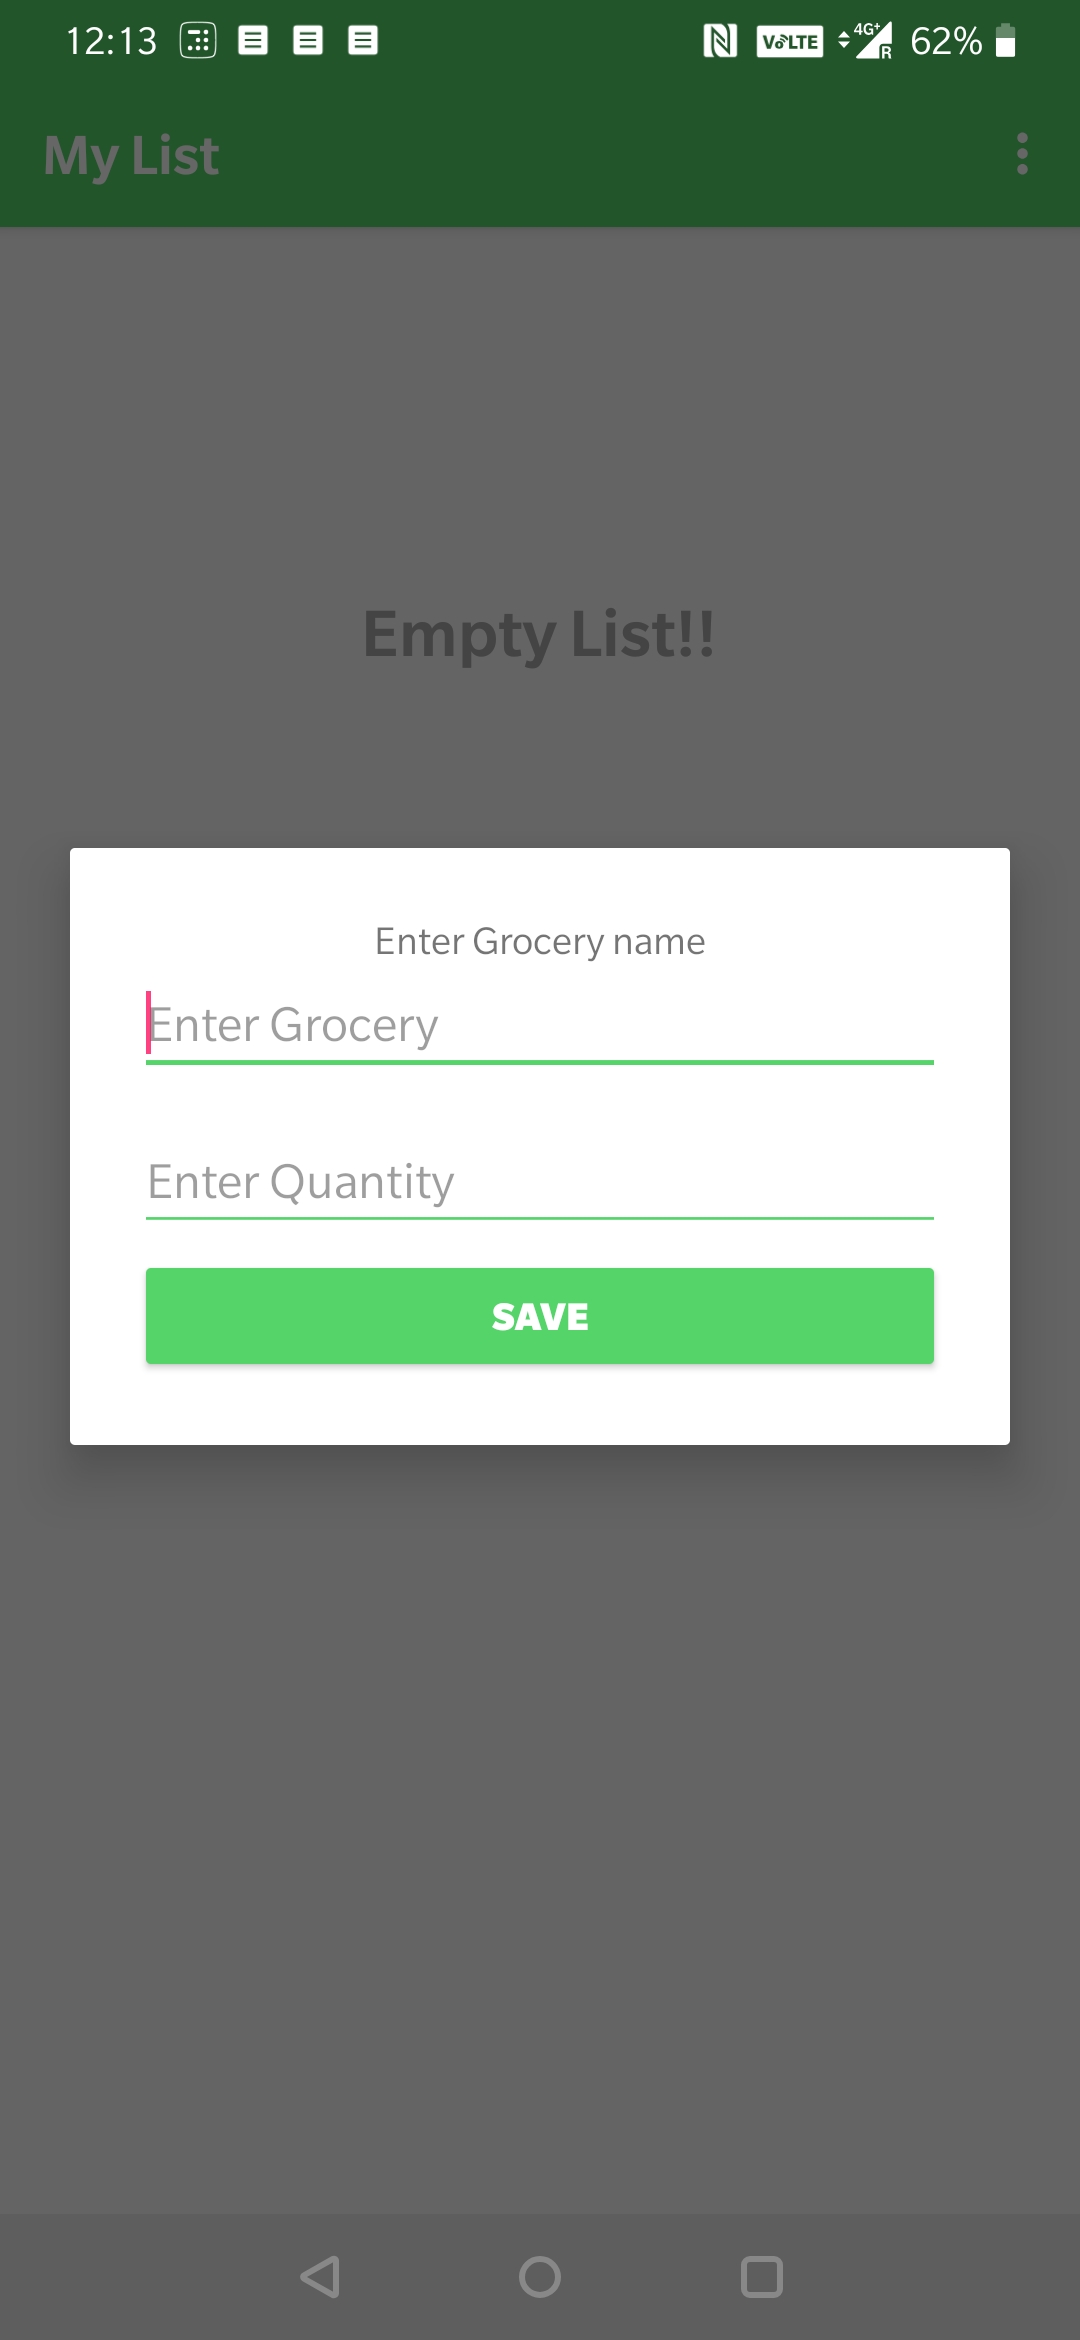 12:13
VoLTE 4G+ R 62%
My List
Empty List!!
Enter Grocery name
Enter Grocery
Enter Quantity
SAVE